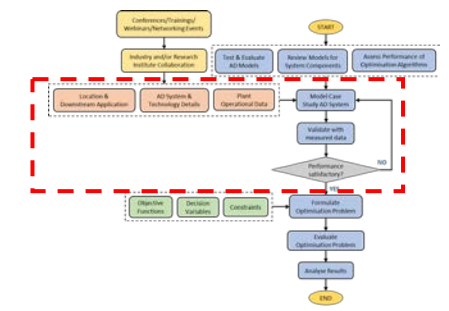 Conferences/Trainings/
Webinars/Networking Events
START
Industry and/or Research
Institute Collaboration
Test & Evaluate
AD Models
Review Models for
System Components
Assess Performance of
Optimisation Algorithms
Location &
Downstream Application
AD System &
Technology Details
Plant
Operational Data
Model Case
Study AD System
Validate with
measured data
NO
Performance
satisfactory?
YES
Objective
Functions
Decision
Variables
Constraints
Formulate
Optimisation Problem
Evaluate
Optimisation Problem
Analyse Results
END